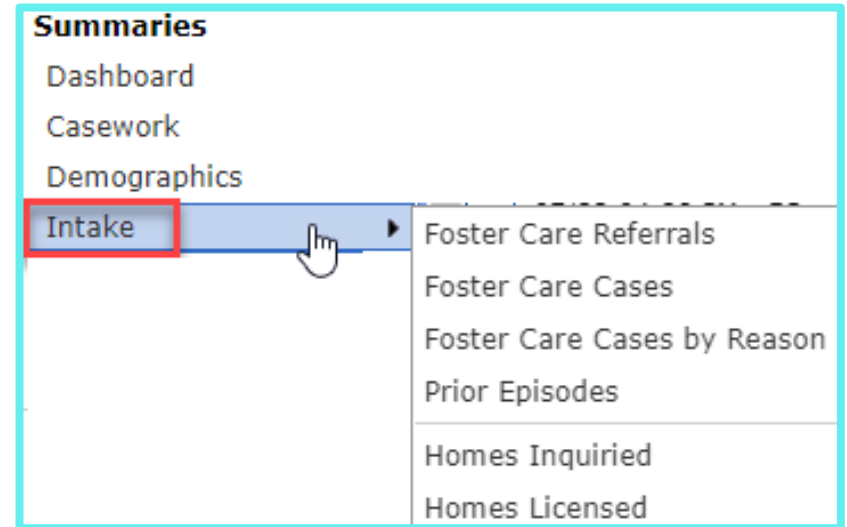 Summaries
Dashboard
Casework
Demographics
Intake
Foster Care Referrals
Foster Care Cases
Foster Care Cases by Reason
Prior Episodes
Homes Inquiried
Homes Licensed